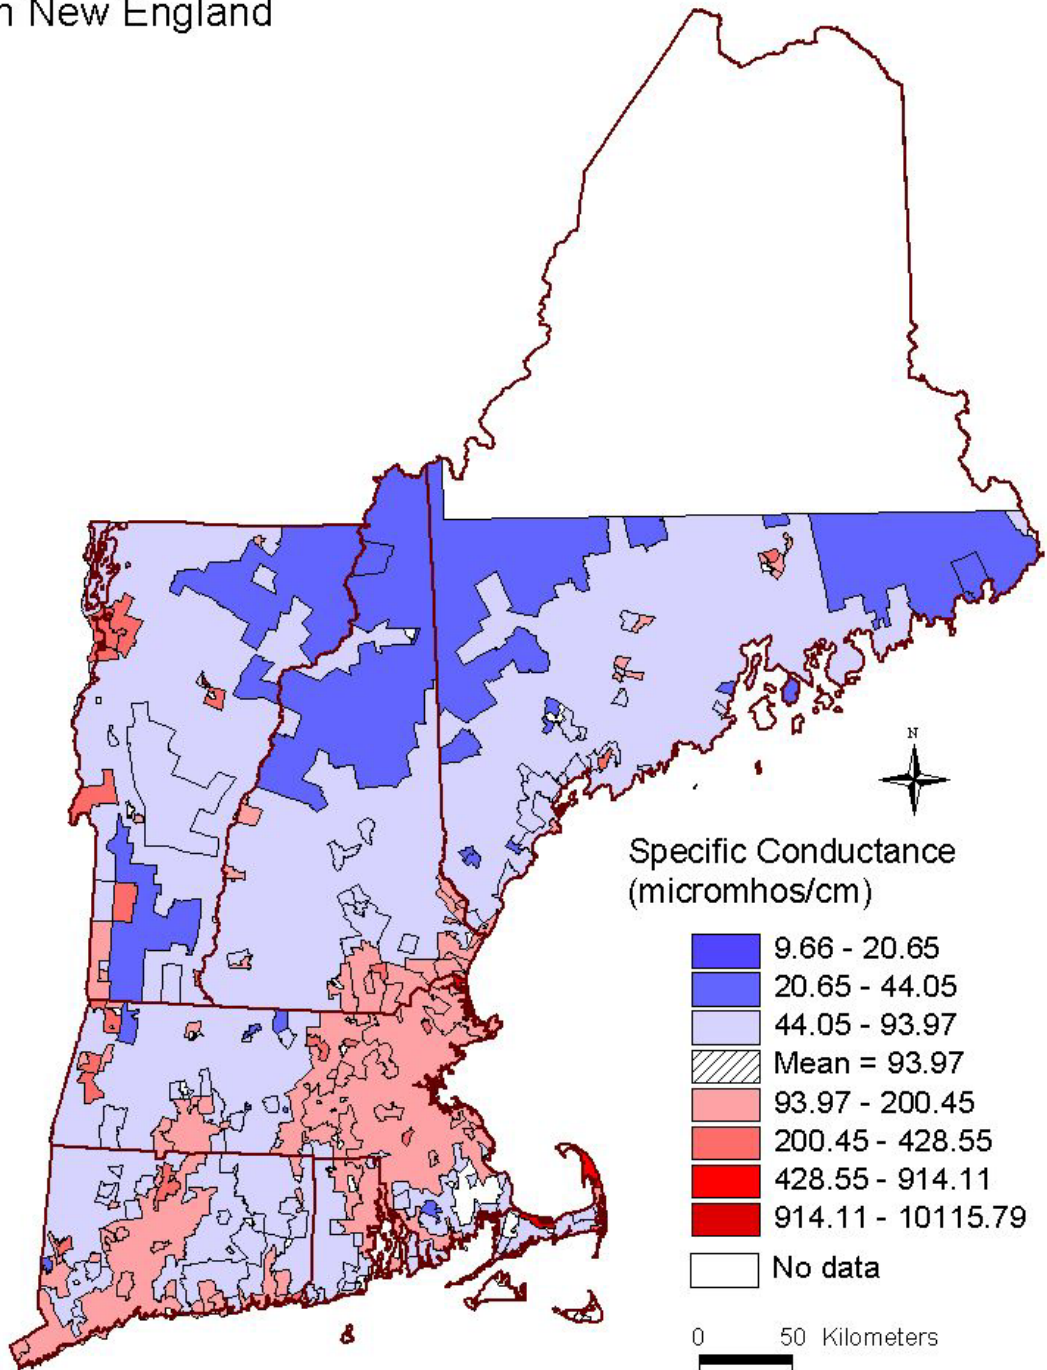 n New England
N
Specific Conductance
(micromhos/cm)
9.66 - 20.65
20.65 - 44.05
44.05 - 93.97
Mean = 93.97
93.97 - 200.45
200.45 - 428.55
428.55 - 914.11
914.11 - 10115.79
No data
0 50 Kilometers